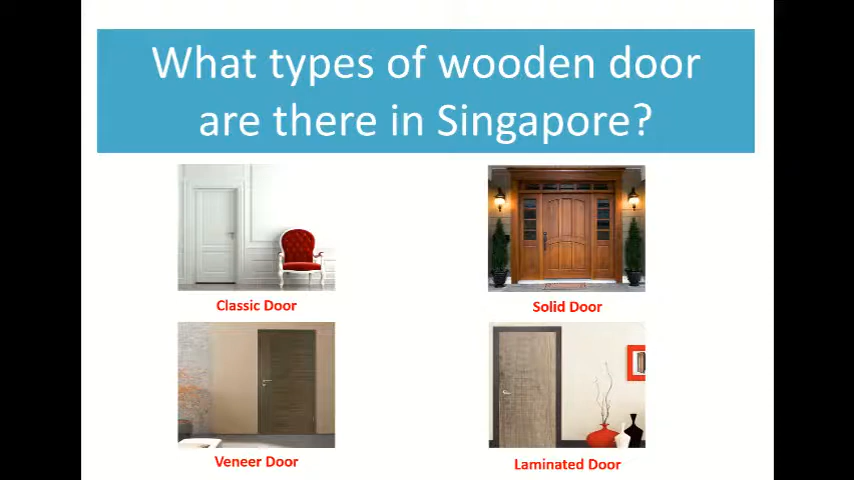 What types of wooden door
are there in Singapore?
Classic Door
Solid Door
Veneer Door
Laminated Door